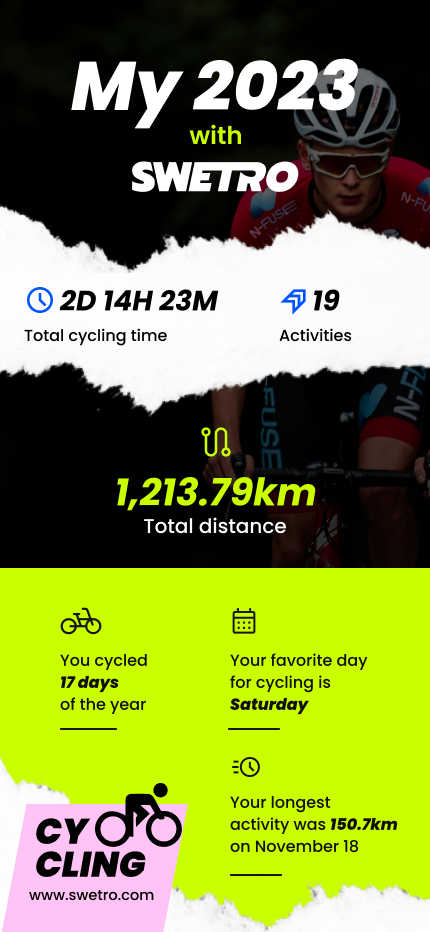 My 2023
with
SWETRO
2D 14H 23M
Total cycling time
19
Activities
N-FUSE
N-F
-FUSE
N-FU
1,213.79km
Total distance
You cycled
17 days
of the year
Your favorite day
for cycling is
Saturday
Your longest
activity was 150.7km
on November 18
CY
CLING
www.swetro.com